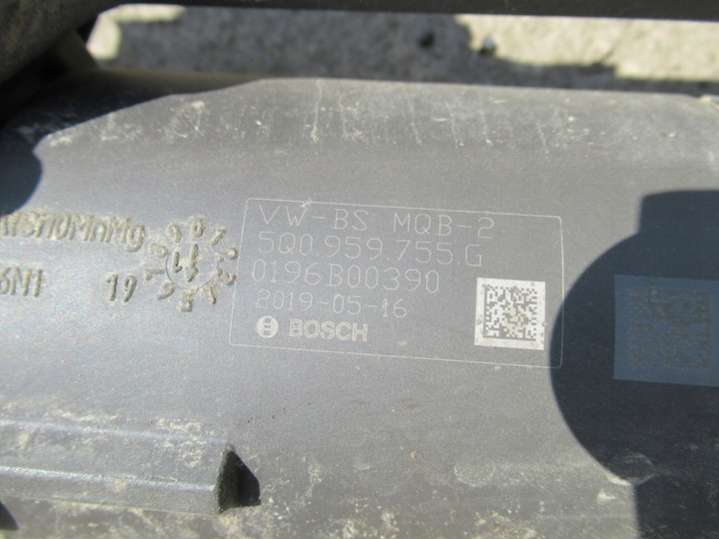 VW-BS MQB-2
5Q0.959.755.G
0196B00390
2019-05-16
BOSCH
19